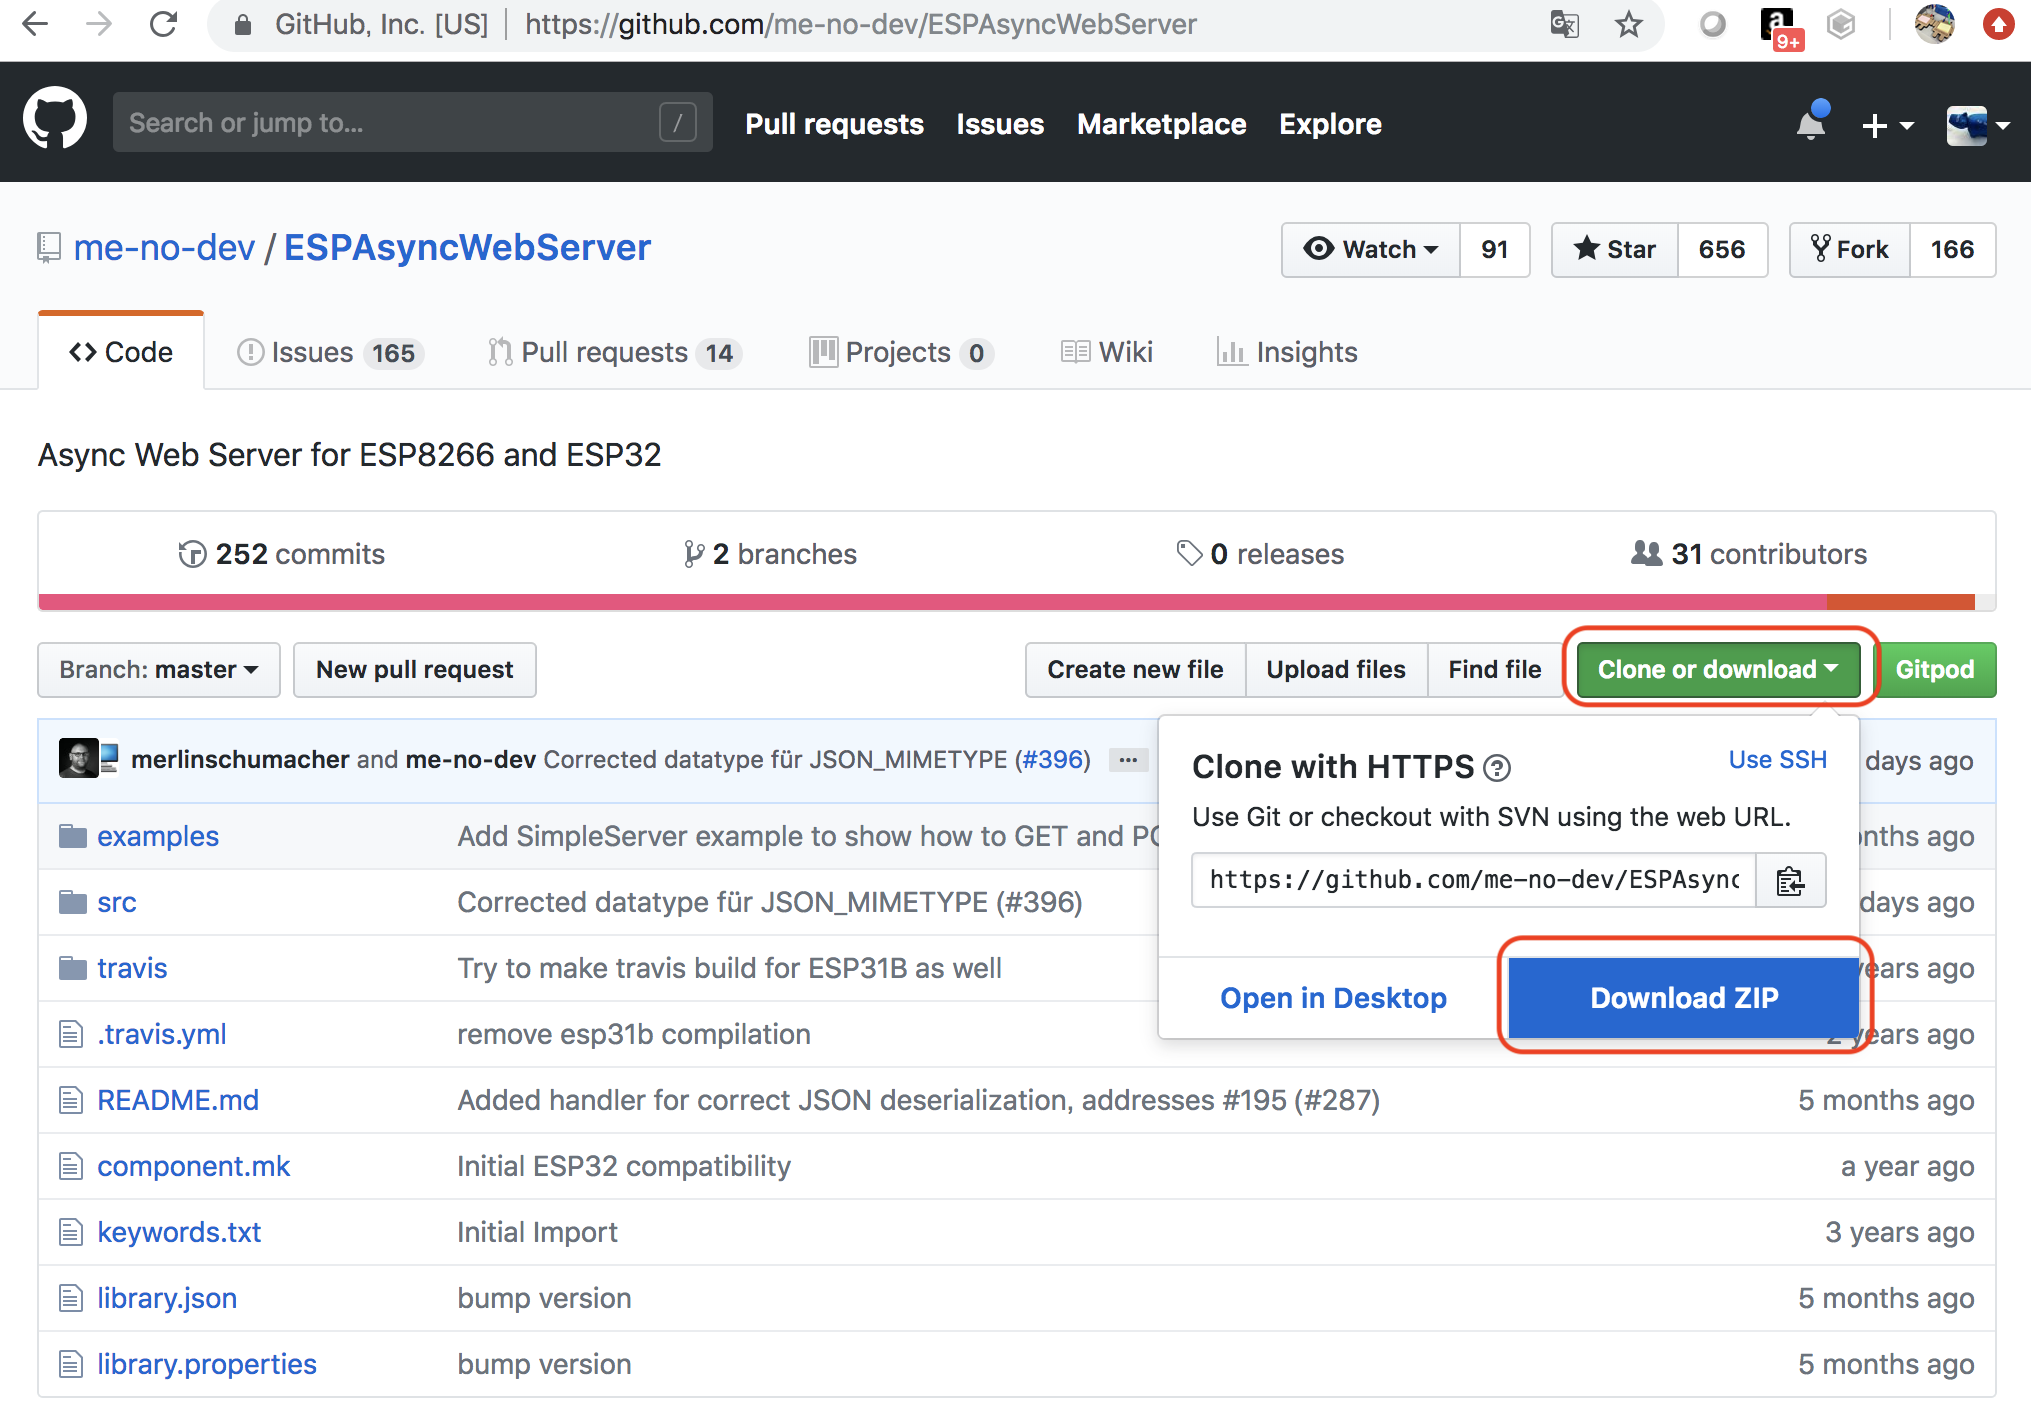 GitHub, Inc. [US] | https://github.com/me-no-dev/ESPAsyncWebServer
9+
Search or jump to... / Pull requests Issues Marketplace Explore
me-no-dev / ESPAsyncWebServer Watch 91 Star 656 Fork 166
Code Issues 165 Pull requests 14 Projects 0 Wiki Insights
Async Web Server for ESP8266 and ESP32
252 commits 2 branches 0 releases 31 contributors
Branch: master New pull request Create new file Upload files Find file Clone or download Gitpod
merlinschumacher and me-no-dev Corrected datatype für JSON_MIMETYPE (#396) ... days ago
Clone with HTTPS ? Use SSH
Use Git or checkout with SVN using the web URL.
https://github.com/me-no-dev/ESPAsync
Open in Desktop Download ZIP
examples Add SimpleServer example to show how to GET and
src Corrected datatype für JSON_MIMETYPE (#396) days ago
travis Try to make travis build for ESP31B as well years ago
.travis.yml remove esp31b compilation 2 years ago
README.md Added handler for correct JSON deserialization, addresses #195 (#287) 5 months ago
component.mk Initial ESP32 compatibility a year ago
keywords.txt Initial Import 3 years ago
library.json bump version 5 months ago
library.properties bump version 5 months ago